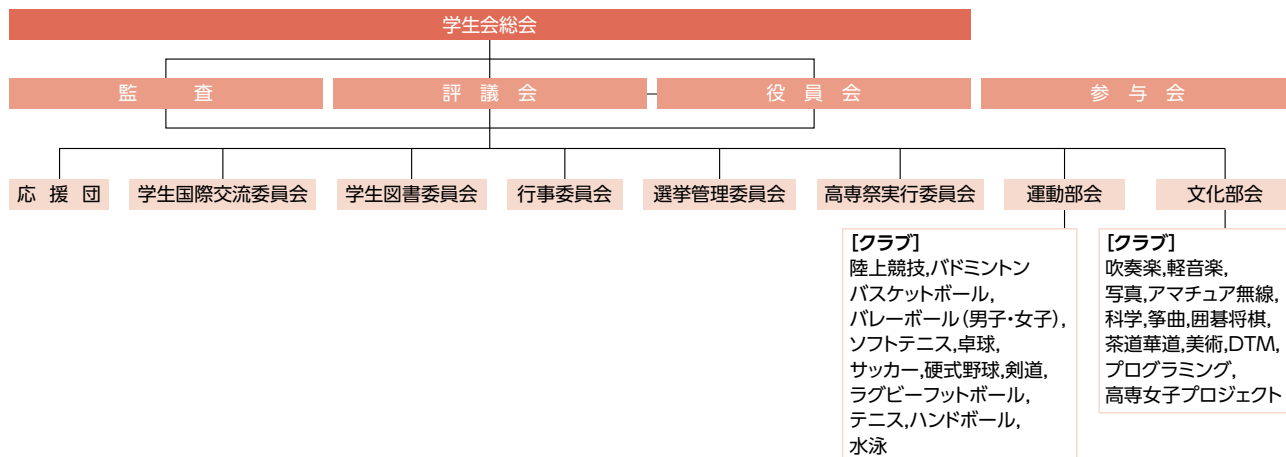 学生会総会
監査
評議会
役員会
参与会
応援団
学生国際交流委員会
学生図書委員会
行事委員会
選挙管理委員会
高専祭実行委員会
運動部会
文化部会
[クラブ]
陸上競技,バドミントン
バスケットボール,
バレーボール(男子・女子),
ソフトテニス,卓球,
サッカー,硬式野球,剣道,
ラグビーフットボール,
テニス,ハンドボール,
水泳
[クラブ]
吹奏楽,軽音楽,
写真,アマチュア無線,
科学,箏曲,囲碁将棋,
茶道華道,美術,DTM,
プログラミング,
高専女子プロジェクト